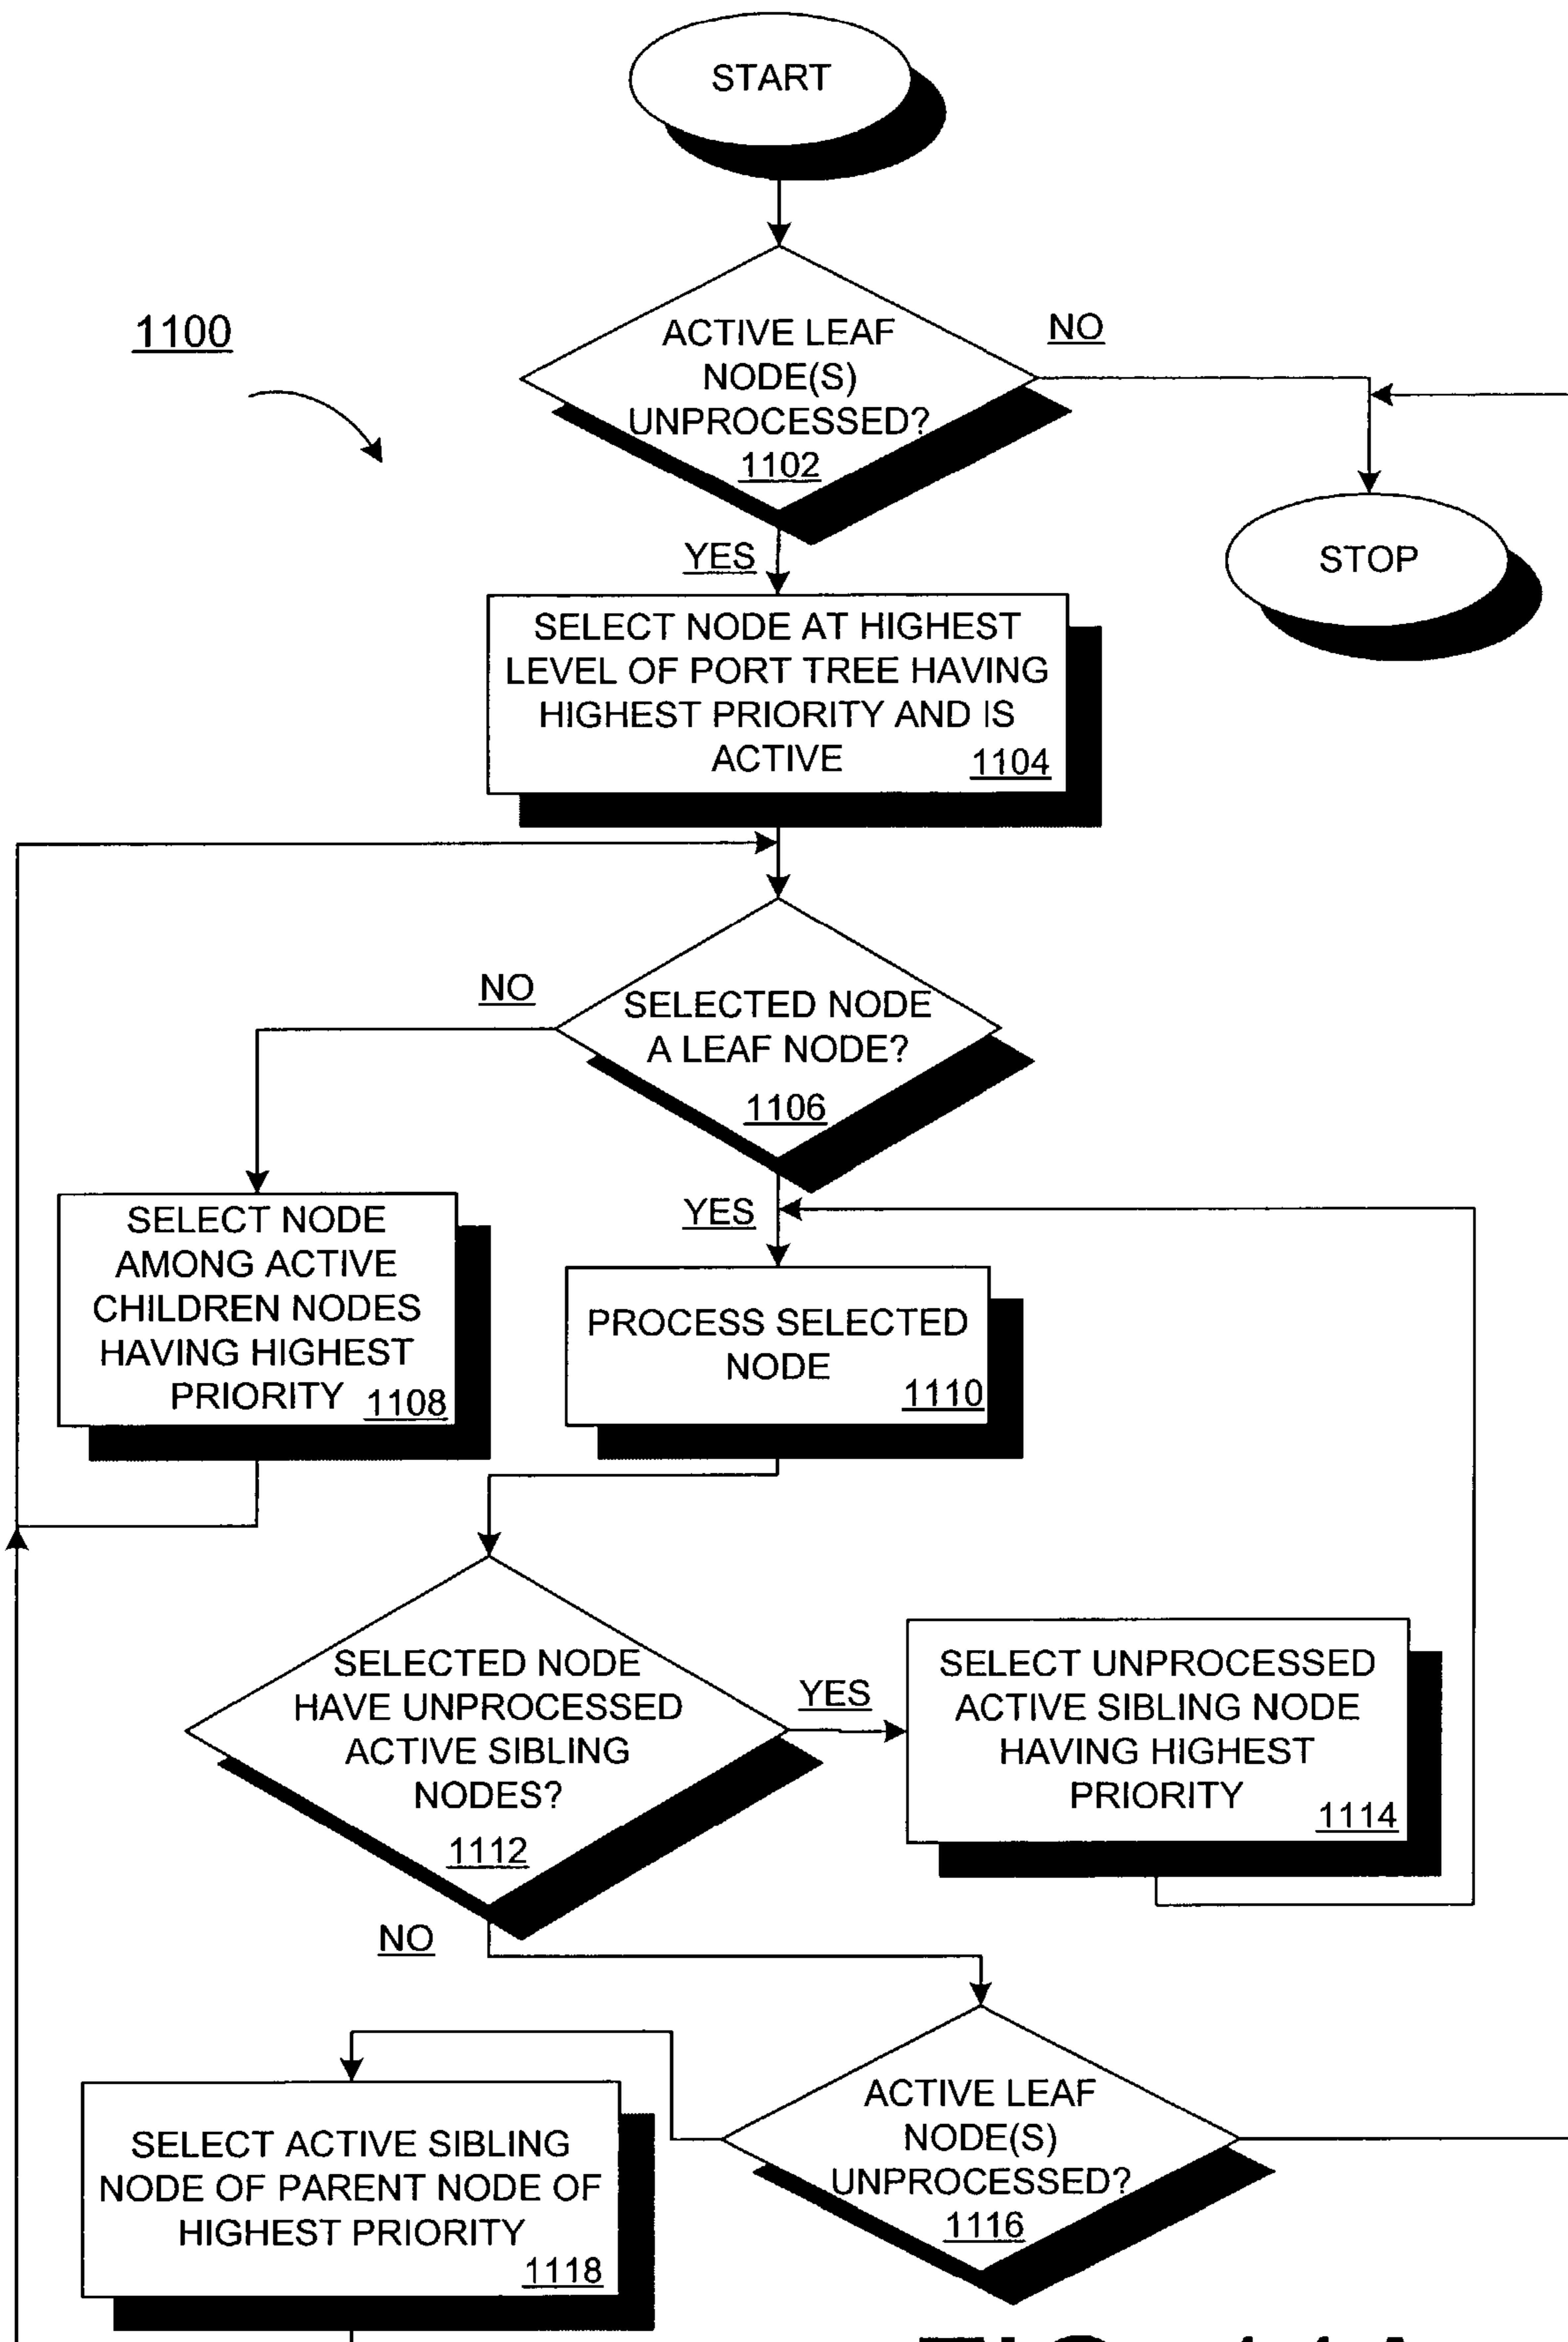 START
1100
ACTIVE LEAF
NODE(S)
UNPROCESSED?
1102
NO
STOP
YES
SELECT NODE AT HIGHEST
LEVEL OF PORT TREE HAVING
HIGHEST PRIORITY AND IS
ACTIVE
1104
NO
SELECTED NODE
A LEAF NODE?
1106
SELECT NODE
AMONG ACTIVE
CHILDREN NODES
HAVING HIGHEST
PRIORITY
1108
YES
PROCESS SELECTED
NODE
1110
SELECTED NODE
HAVE UNPROCESSED
ACTIVE SIBLING
NODES?
1112
YES
SELECT UNPROCESSED
ACTIVE SIBLING NODE
HAVING HIGHEST
PRIORITY
1114
NO
ACTIVE LEAF
NODE(S)
UNPROCESSED?
1116
SELECT ACTIVE SIBLING
NODE OF PARENT NODE OF
HIGHEST PRIORITY
1118